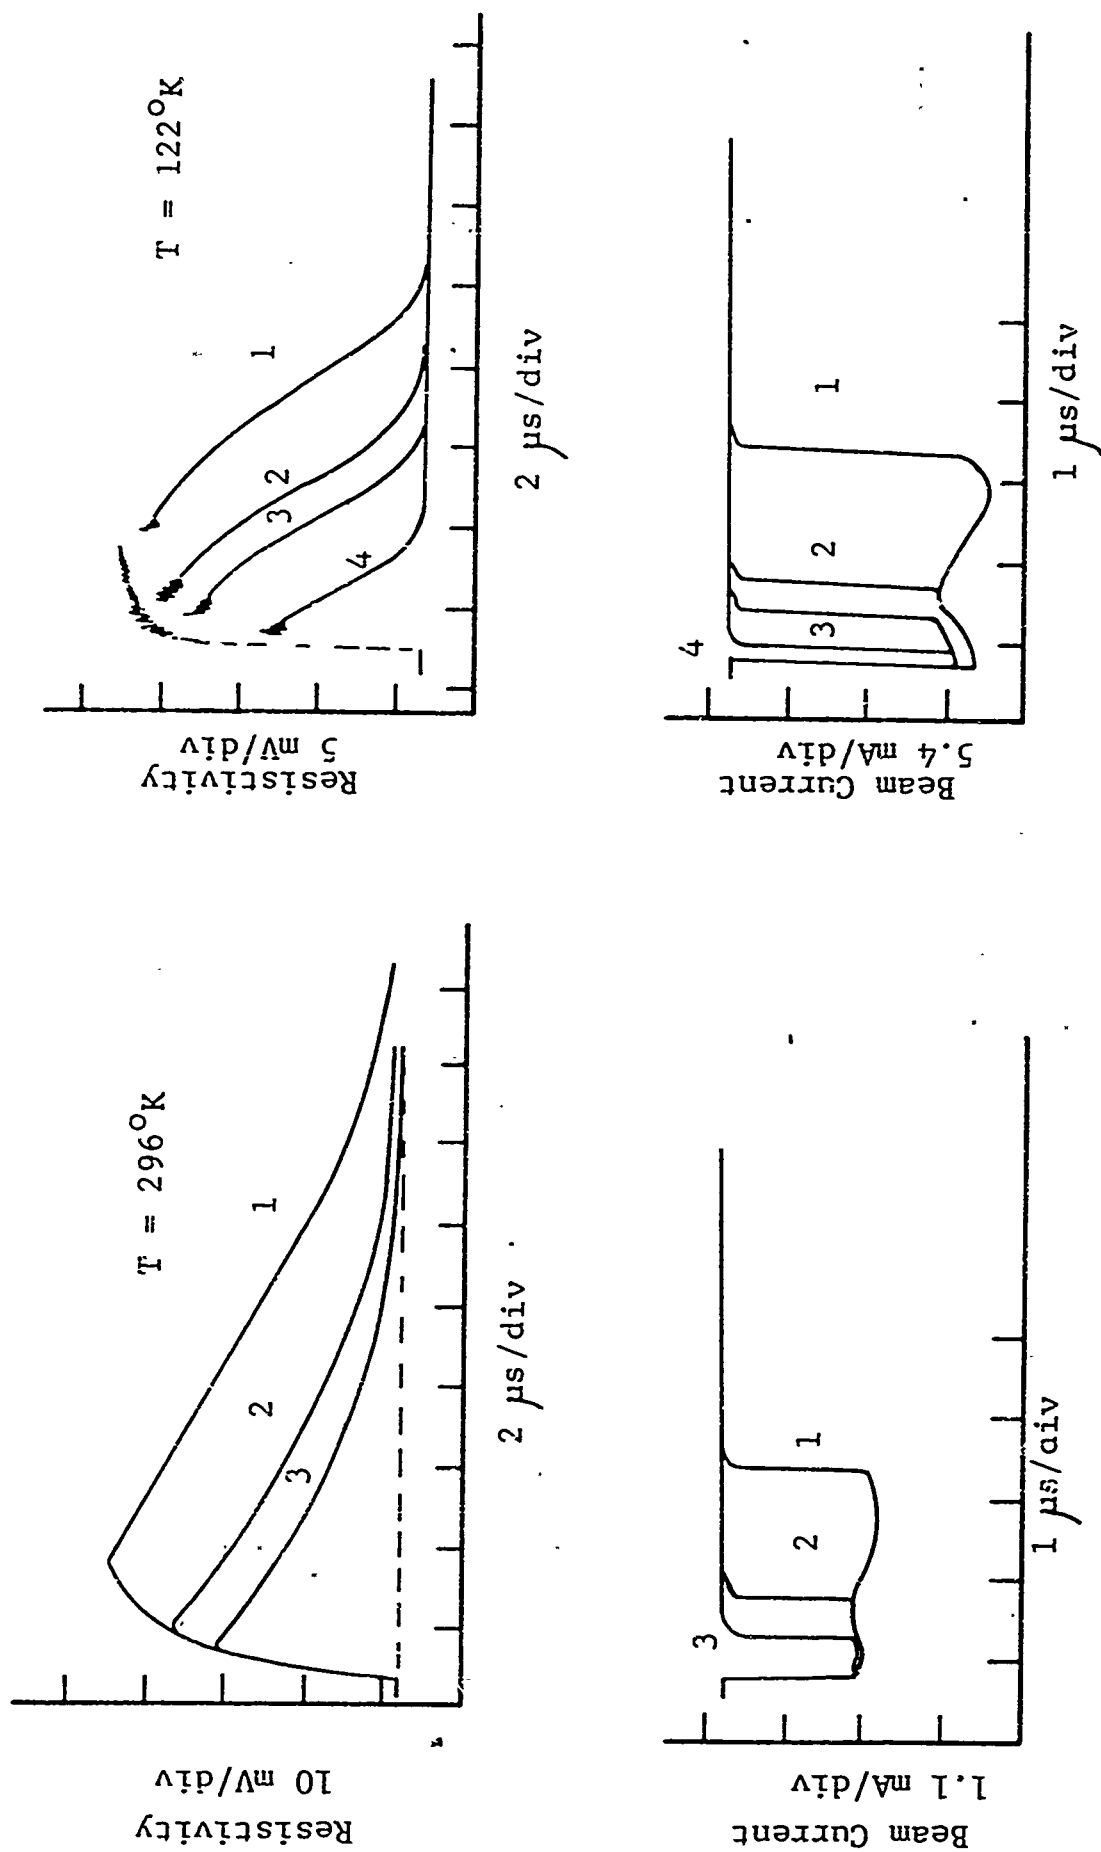 T = 296°K
Resistivity
10 mV/div
1
2
3
2 μs/div
T = 122°K
Resistivity
5 mV/div
1
2
3
4
2 μs/div
Beam Current
1.1 mA/div
3
2
1
1 μs/div
Beam Current
5.4 mA/div
4
3
2
1
1 μs/div